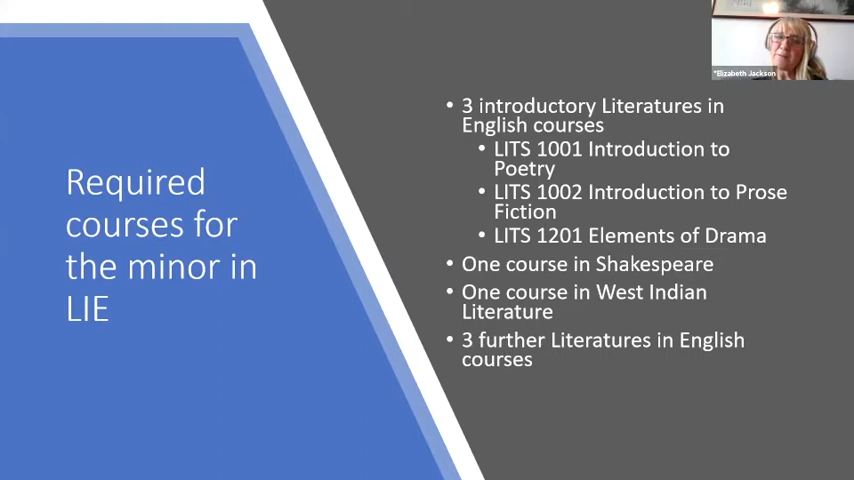 Required
courses for
the minor in
LIE
• 3 introductory Literatures in
English courses
• LITS 1001 Introduction to
Poetry
• LITS 1002 Introduction to Prose
Fiction
• LITS 1201 Elements of Drama
• One course in Shakespeare
• One course in West Indian
Literature
• 3 further Literatures in English
courses
*Elizabeth Jackson